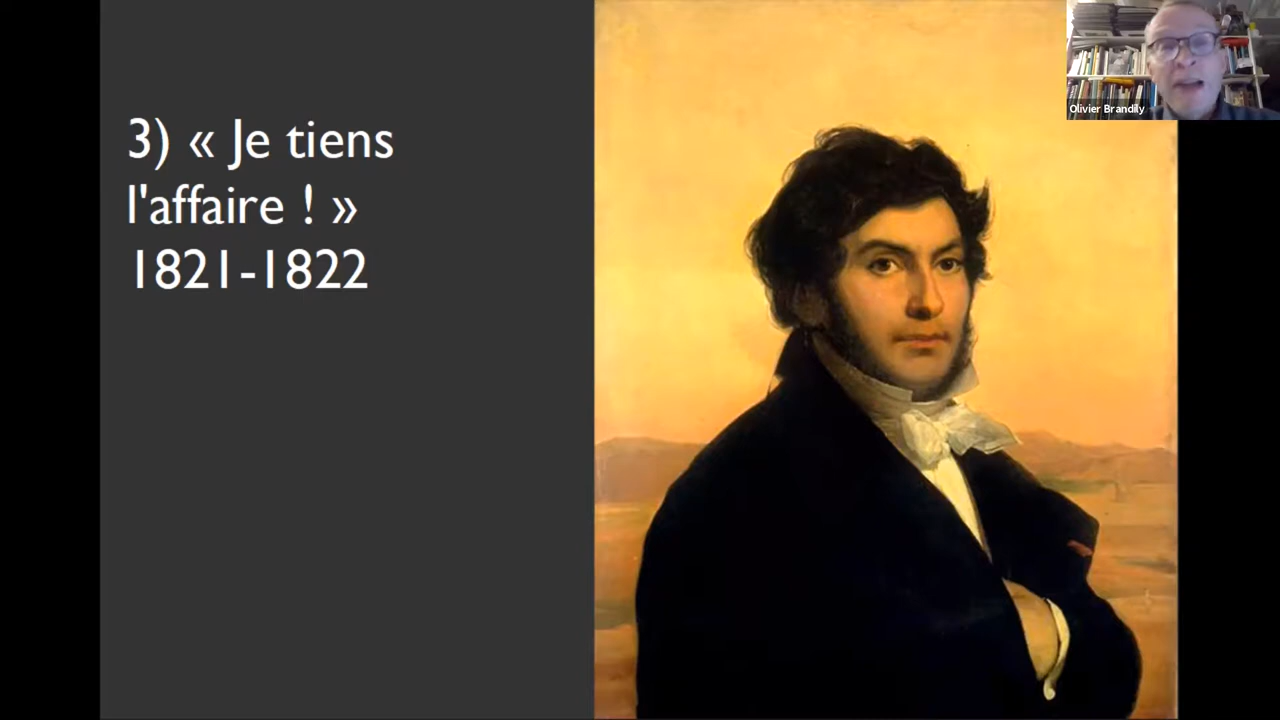 3) « Je tiens
l'affaire ! »
1821-1822
Olivier Brandily